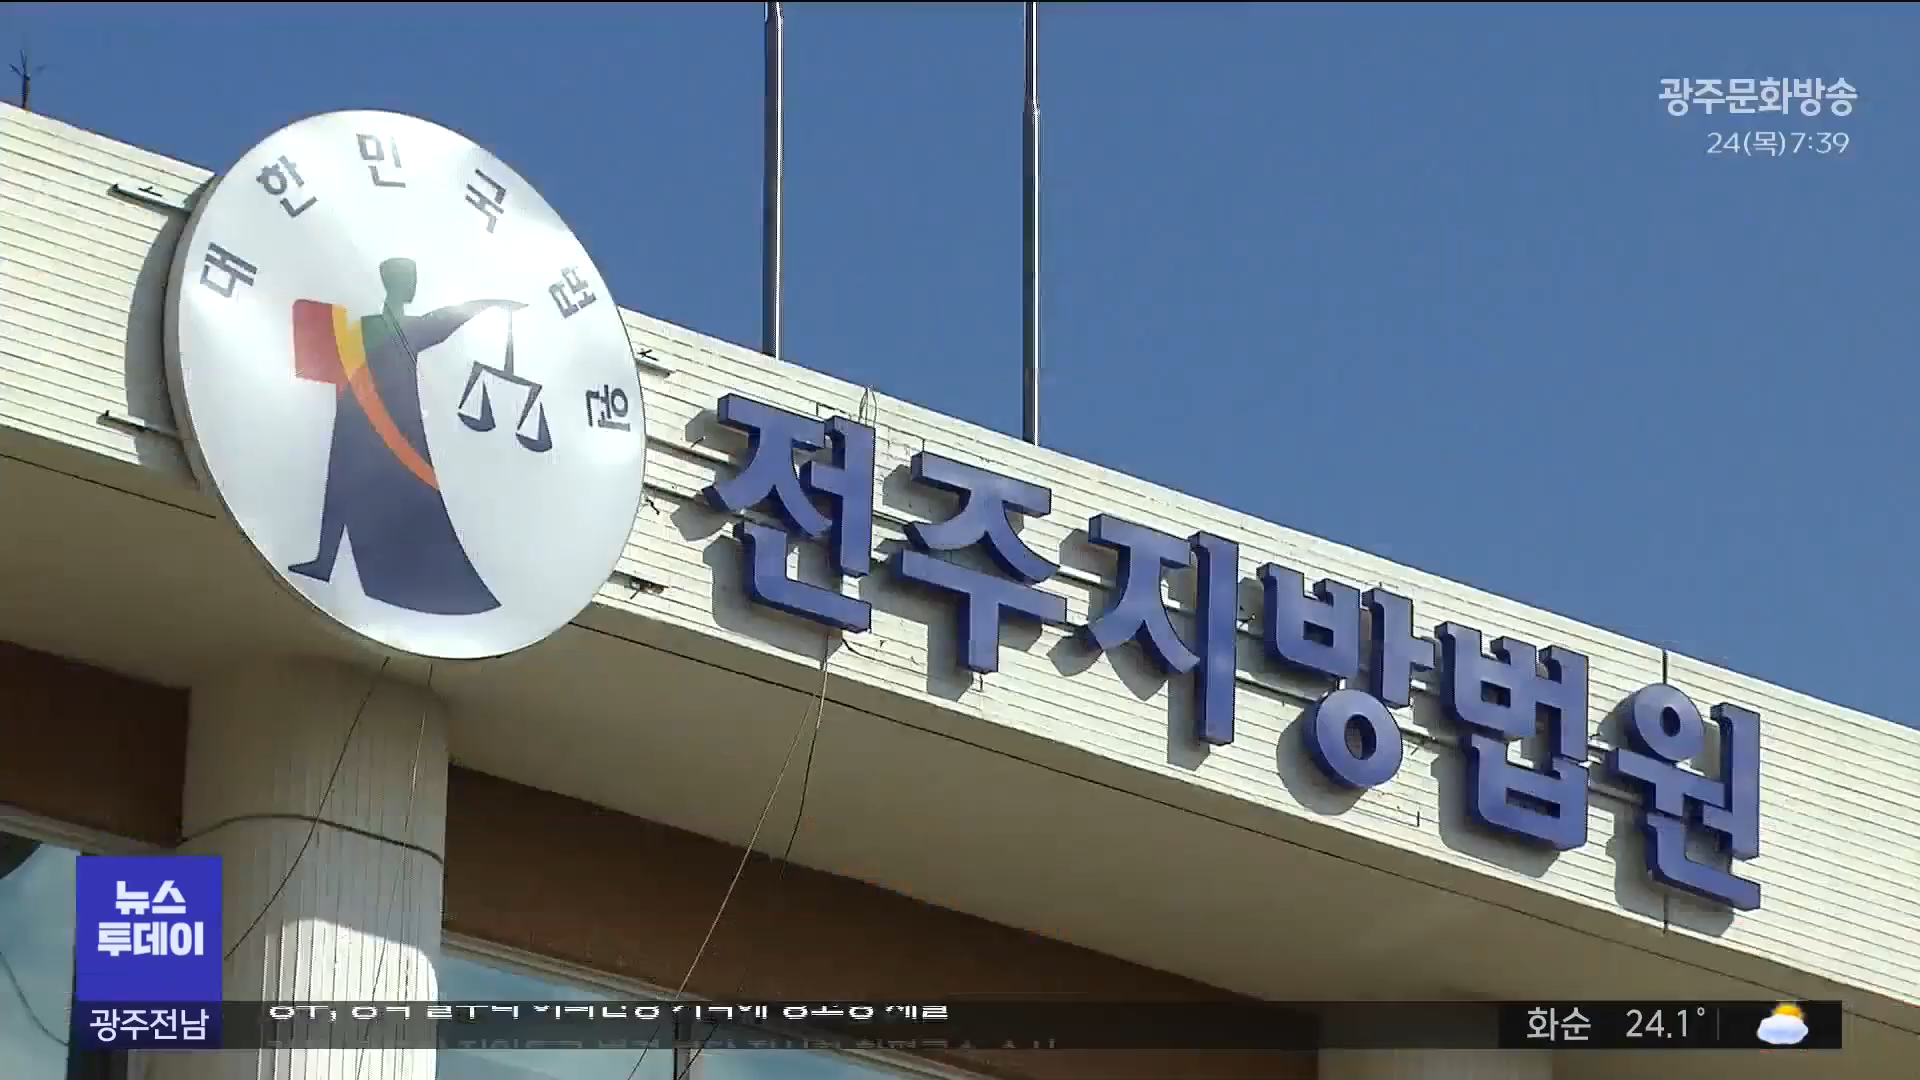 광주문화방송
24(목) 7:39
대한민국법원
전주지방법원
뉴스
투데이
광주전남
화순 24.1°